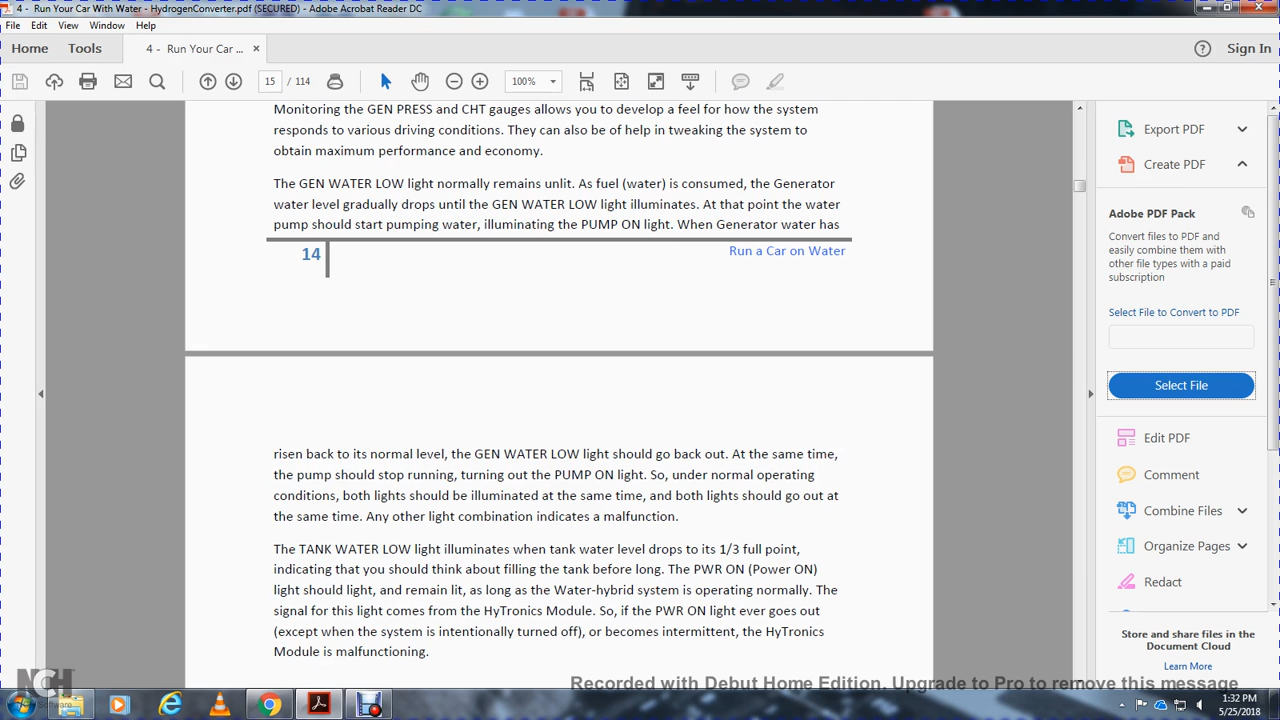 4 - Run Your Car With Water - HydrogenConverter.pdf (SECURED) - Adobe Acrobat Reader DC
File Edit View Window Help
Home Tools 4 - Run Your Car ... × Sign In
15 / 114 100%
Monitoring the GEN PRESS and CHT gauges allows you to develop a feel for how the system
responds to various driving conditions. They can also be of help in tweaking the system to
obtain maximum performance and economy.
The GEN WATER LOW light normally remains unlit. As fuel (water) is consumed, the Generator
water level gradually drops until the GEN WATER LOW light illuminates. At that point the water
pump should start pumping water, illuminating the PUMP ON light. When Generator water has
14 Run a Car on Water
risen back to its normal level, the GEN WATER LOW light should go back out. At the same time,
the pump should stop running, turning out the PUMP ON light. So, under normal operating
conditions, both lights should be illuminated at the same time, and both lights should go out at
the same time. Any other light combination indicates a malfunction.
The TANK WATER LOW light illuminates when tank water level drops to its 1/3 full point,
indicating that you should think about filling the tank before long. The PWR ON (Power ON)
light should light, and remain lit, as long as the Water-hybrid system is operating normally. The
signal for this light comes from the HyTronics Module. So, if the PWR ON light ever goes out
(except when the system is intentionally turned off), or becomes intermittent, the HyTronics
Module is malfunctioning.
Export PDF
Create PDF
Adobe PDF Pack
Convert files to PDF and
easily combine them with
other file types with a paid
subscription
Select File to Convert to PDF
Select File
Edit PDF
Comment
Combine Files
Organize Pages
Redact
Store and share files in the
Document Cloud
Learn More
NCH
Software
Recorded with Debut Home Edition. Upgrade to Pro to remove this message
1:32 PM
5/25/2018